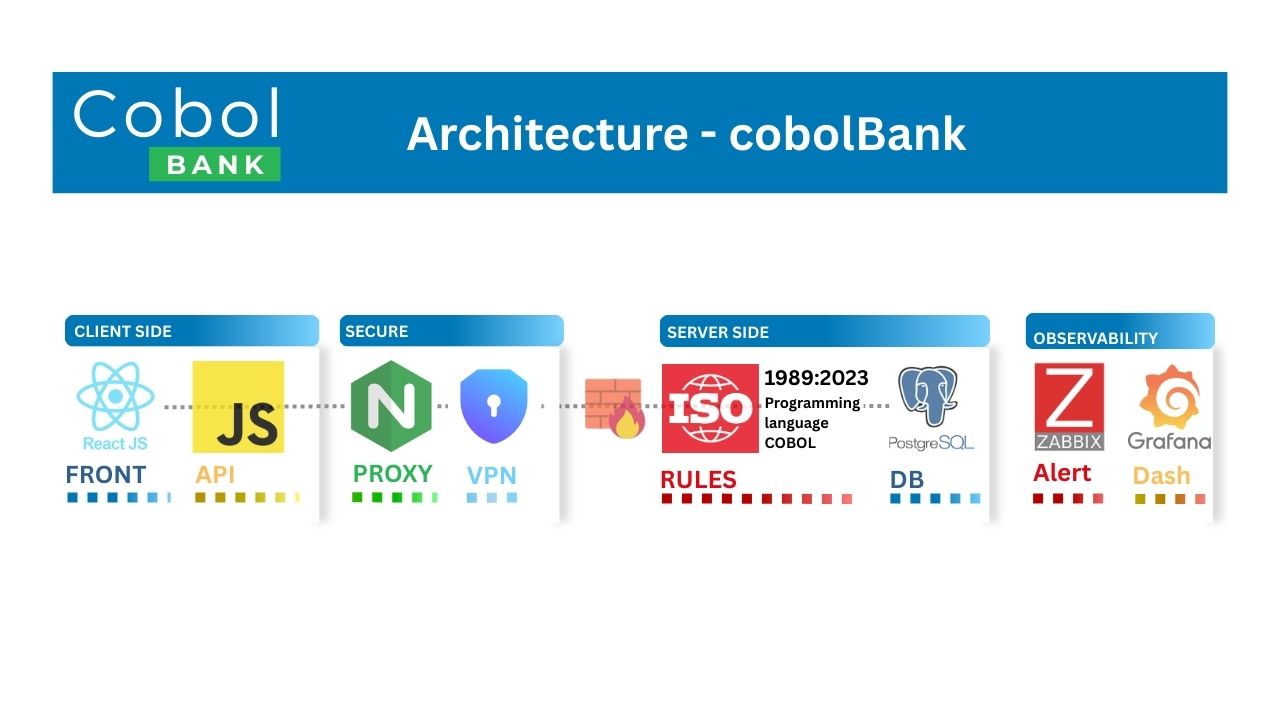 Cobol
BANK
Architecture - cobolBank
CLIENT SIDE
React JS
FRONT
JS
API
SECURE
N
PROXY
VPN
SERVER SIDE
ISO
1989:2023
Programming
language
COBOL
RULES
PostgreSQL
DB
OBSERVABILITY
Z
ZABBIX
Alert
Grafana
Dash